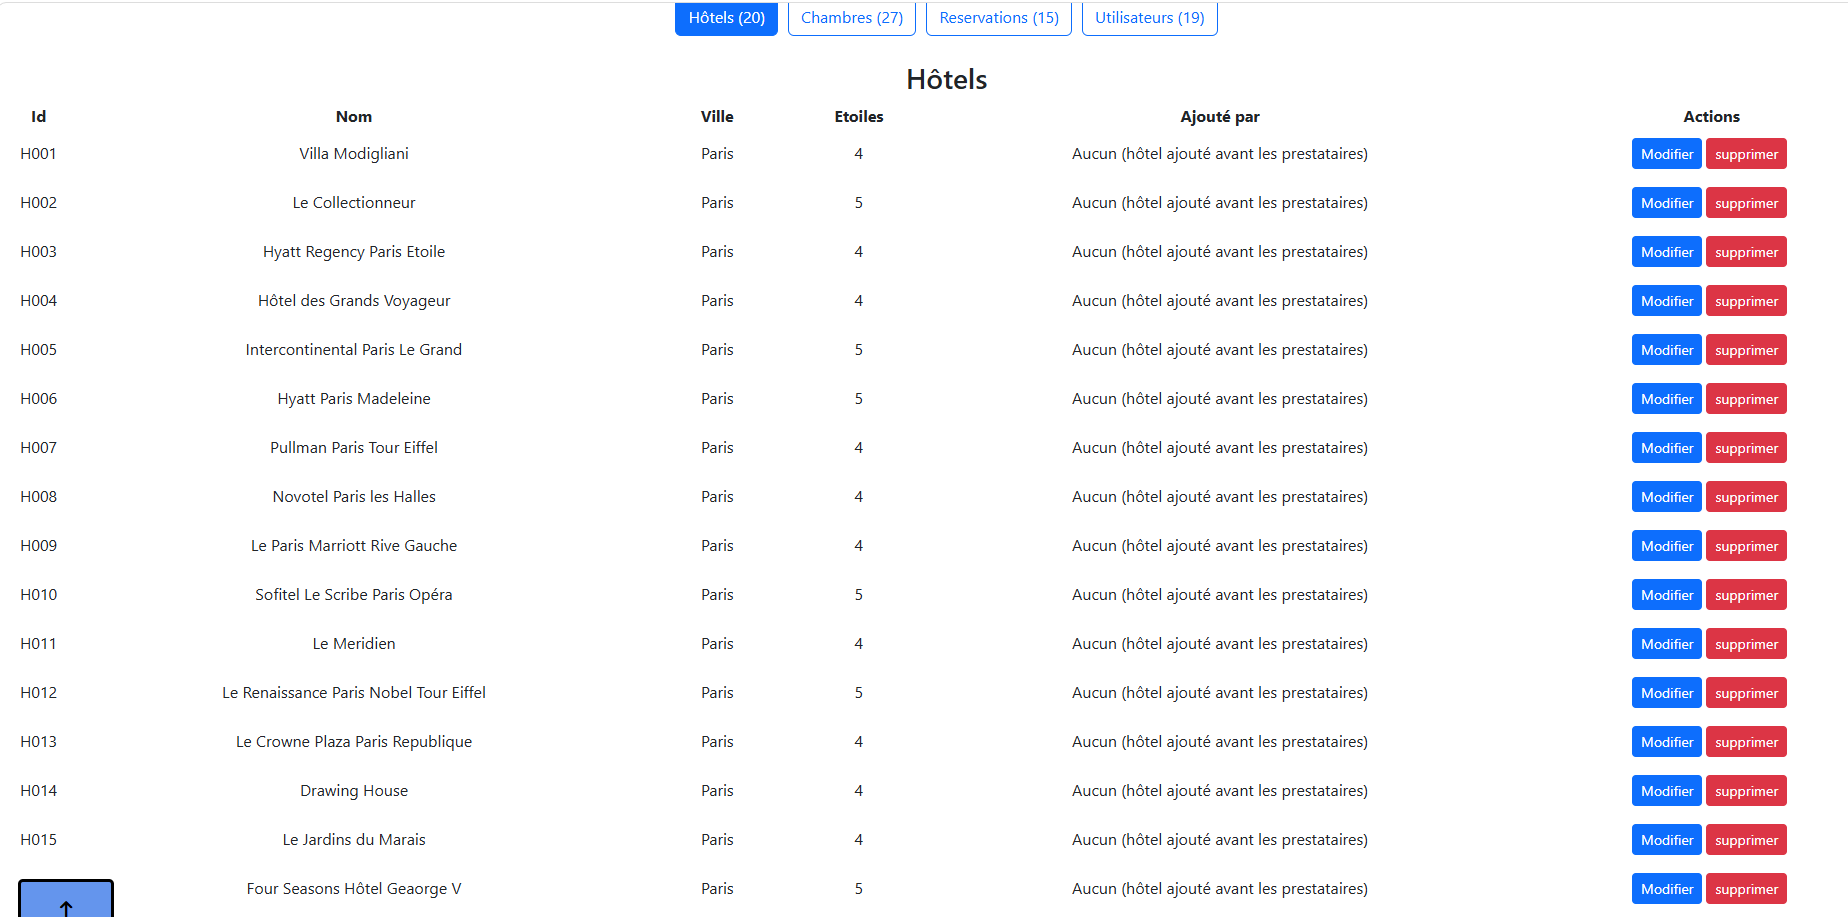 Hôtels (20) Chambres (27) Reservations (15) Utilisateurs (19)
Hôtels
Id Nom Ville Etoiles Ajouté par Actions
H001 Villa Modigliani Paris 4 Aucun (hôtel ajouté avant les prestataires) Modifier supprimer
H002 Le Collectionneur Paris 5 Aucun (hôtel ajouté avant les prestataires) Modifier supprimer
H003 Hyatt Regency Paris Etoile Paris 4 Aucun (hôtel ajouté avant les prestataires) Modifier supprimer
H004 Hôtel des Grands Voyageur Paris 4 Aucun (hôtel ajouté avant les prestataires) Modifier supprimer
H005 Intercontinental Paris Le Grand Paris 5 Aucun (hôtel ajouté avant les prestataires) Modifier supprimer
H006 Hyatt Paris Madeleine Paris 5 Aucun (hôtel ajouté avant les prestataires) Modifier supprimer
H007 Pullman Paris Tour Eiffel Paris 4 Aucun (hôtel ajouté avant les prestataires) Modifier supprimer
H008 Novotel Paris les Halles Paris 4 Aucun (hôtel ajouté avant les prestataires) Modifier supprimer
H009 Le Paris Marriott Rive Gauche Paris 4 Aucun (hôtel ajouté avant les prestataires) Modifier supprimer
H010 Sofitel Le Scribe Paris Opéra Paris 5 Aucun (hôtel ajouté avant les prestataires) Modifier supprimer
H011 Le Meridien Paris 4 Aucun (hôtel ajouté avant les prestataires) Modifier supprimer
H012 Le Renaissance Paris Nobel Tour Eiffel Paris 5 Aucun (hôtel ajouté avant les prestataires) Modifier supprimer
H013 Le Crowne Plaza Paris Republique Paris 4 Aucun (hôtel ajouté avant les prestataires) Modifier supprimer
H014 Drawing House Paris 4 Aucun (hôtel ajouté avant les prestataires) Modifier supprimer
H015 Le Jardins du Marais Paris 4 Aucun (hôtel ajouté avant les prestataires) Modifier supprimer
Four Seasons Hôtel Geaorge V Paris 5 Aucun (hôtel ajouté avant les prestataires) Modifier supprimer
↑